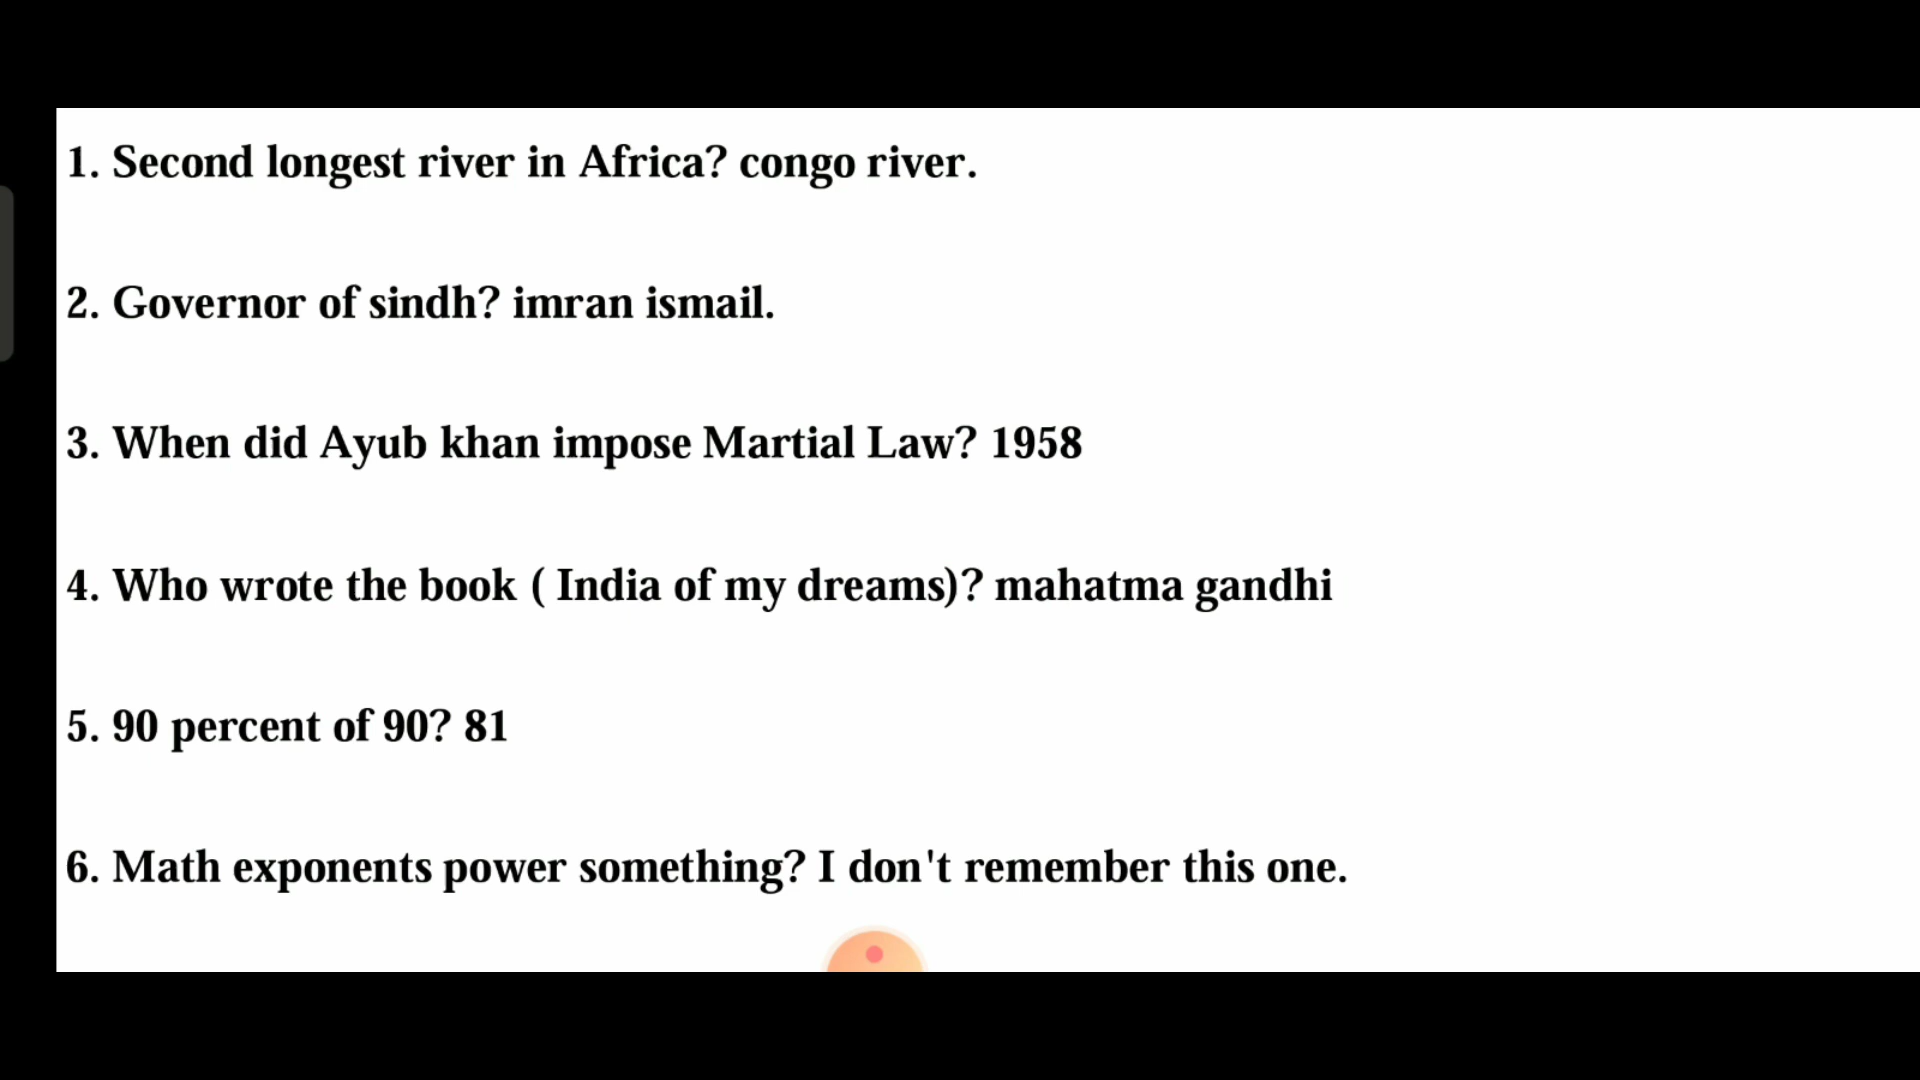 1. Second longest river in Africa? congo river.
2. Governor of sindh? imran ismail.
3. When did Ayub khan impose Martial Law? 1958
4. Who wrote the book ( India of my dreams)? mahatma gandhi
5. 90 percent of 90? 81
6. Math exponents power something? I don't remember this one.